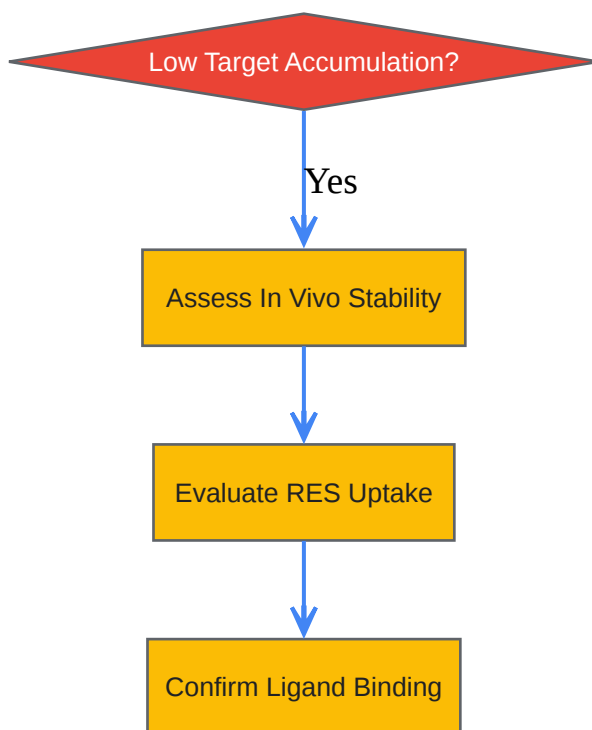 Low Target Accumulation?
Yes
Assess In Vivo Stability
Evaluate RES Uptake
Confirm Ligand Binding